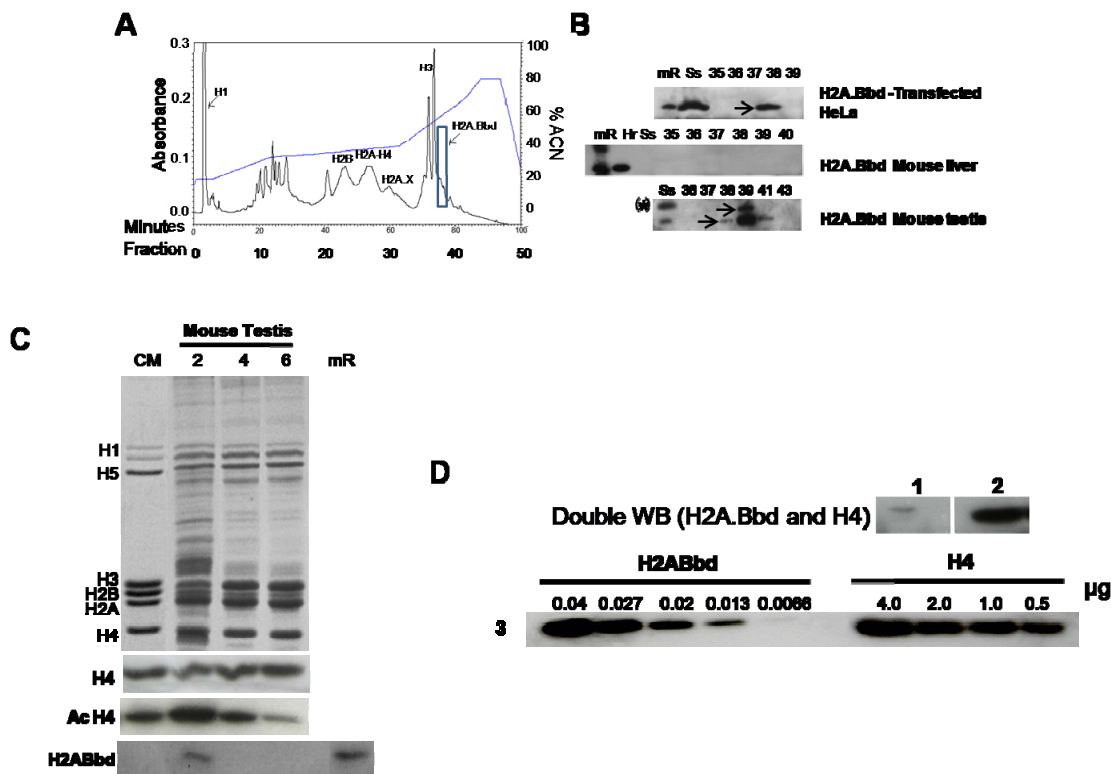 A
0.3
0.2
0.1
0.0
Absorbance
H1
H2B
H2A-H4
H2A.X
H3
H2A.Bbd
100
80
60
40
20
0
% ACN
Minutes
0 20 40 60 80 100
Fraction
0 10 20 30 40 50
B
mR Ss 35 36 37 38 39
H2A.Bbd-Transfected
HeLa
mR Hr Ss 35 36 37 38 39 40
H2A.Bbd Mouse liver
Ss 36 37 38 39 41 43
H2A.Bbd Mouse testis
C
Mouse Testis
CM 2 4 6 mR
H1
H5
H3
H2B
H2A
H4
H4
Ac H4
H2ABbd
D
1 2
Double WB (H2A.Bbd and H4)
H2ABbd H4
µg
0.04 0.027 0.02 0.013 0.0066 4.0 2.0 1.0 0.5
3